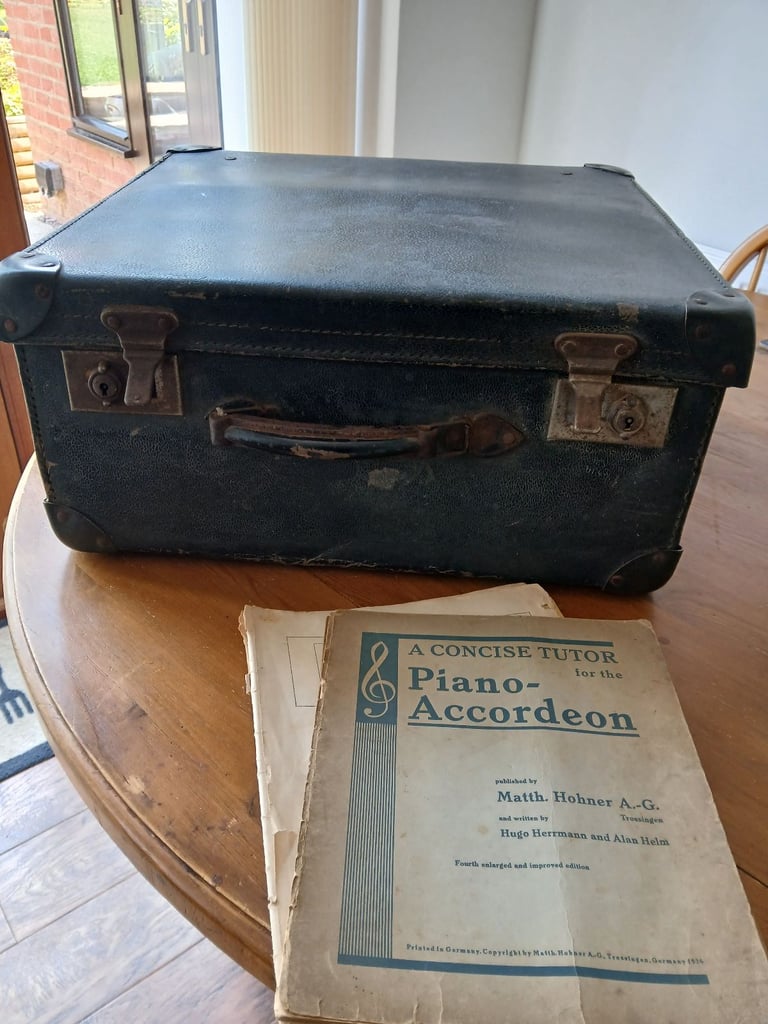 A CONCISE TUTOR
for the
Piano-
Accordeon
published by
Matth. Hohner A.-G.
Trossingen
and written by
Hugo Herrmann and Alan Helm
Fourth enlarged and improved edition
Printed in Germany. Copyright by Matth. Hohner A.-G., Trossingen, Germany